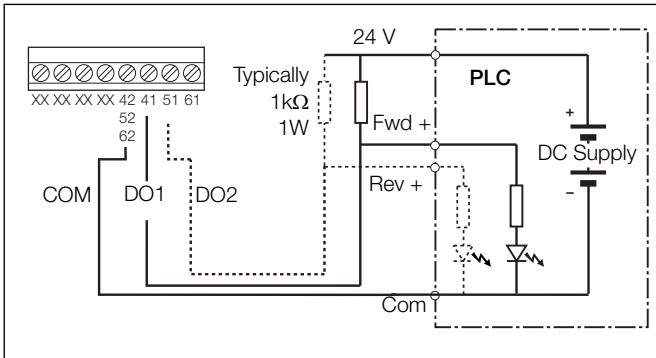 24 V
Typically
1kΩ
1W
PLC
XX XX XX XX 42 41 51 61
52
62
Fwd +
+
DC Supply
–
COM
DO1
DO2
Rev +
Com